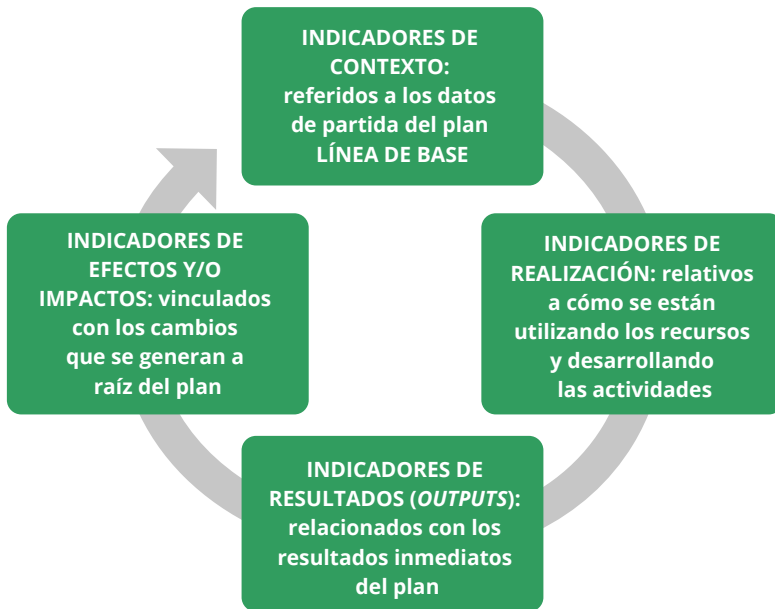 INDICADORES DE
CONTEXTO:
referidos a los datos
de partida del plan
LÍNEA DE BASE
INDICADORES DE
REALIZACIÓN: relativos
a cómo se están
utilizando los recursos
y desarrollando
las actividades
INDICADORES DE
RESULTADOS (OUTPUTS):
relacionados con los
resultados inmediatos
del plan
INDICADORES DE
EFECTOS Y/O
IMPACTOS: vinculados
con los cambios
que se generan a
raíz del plan